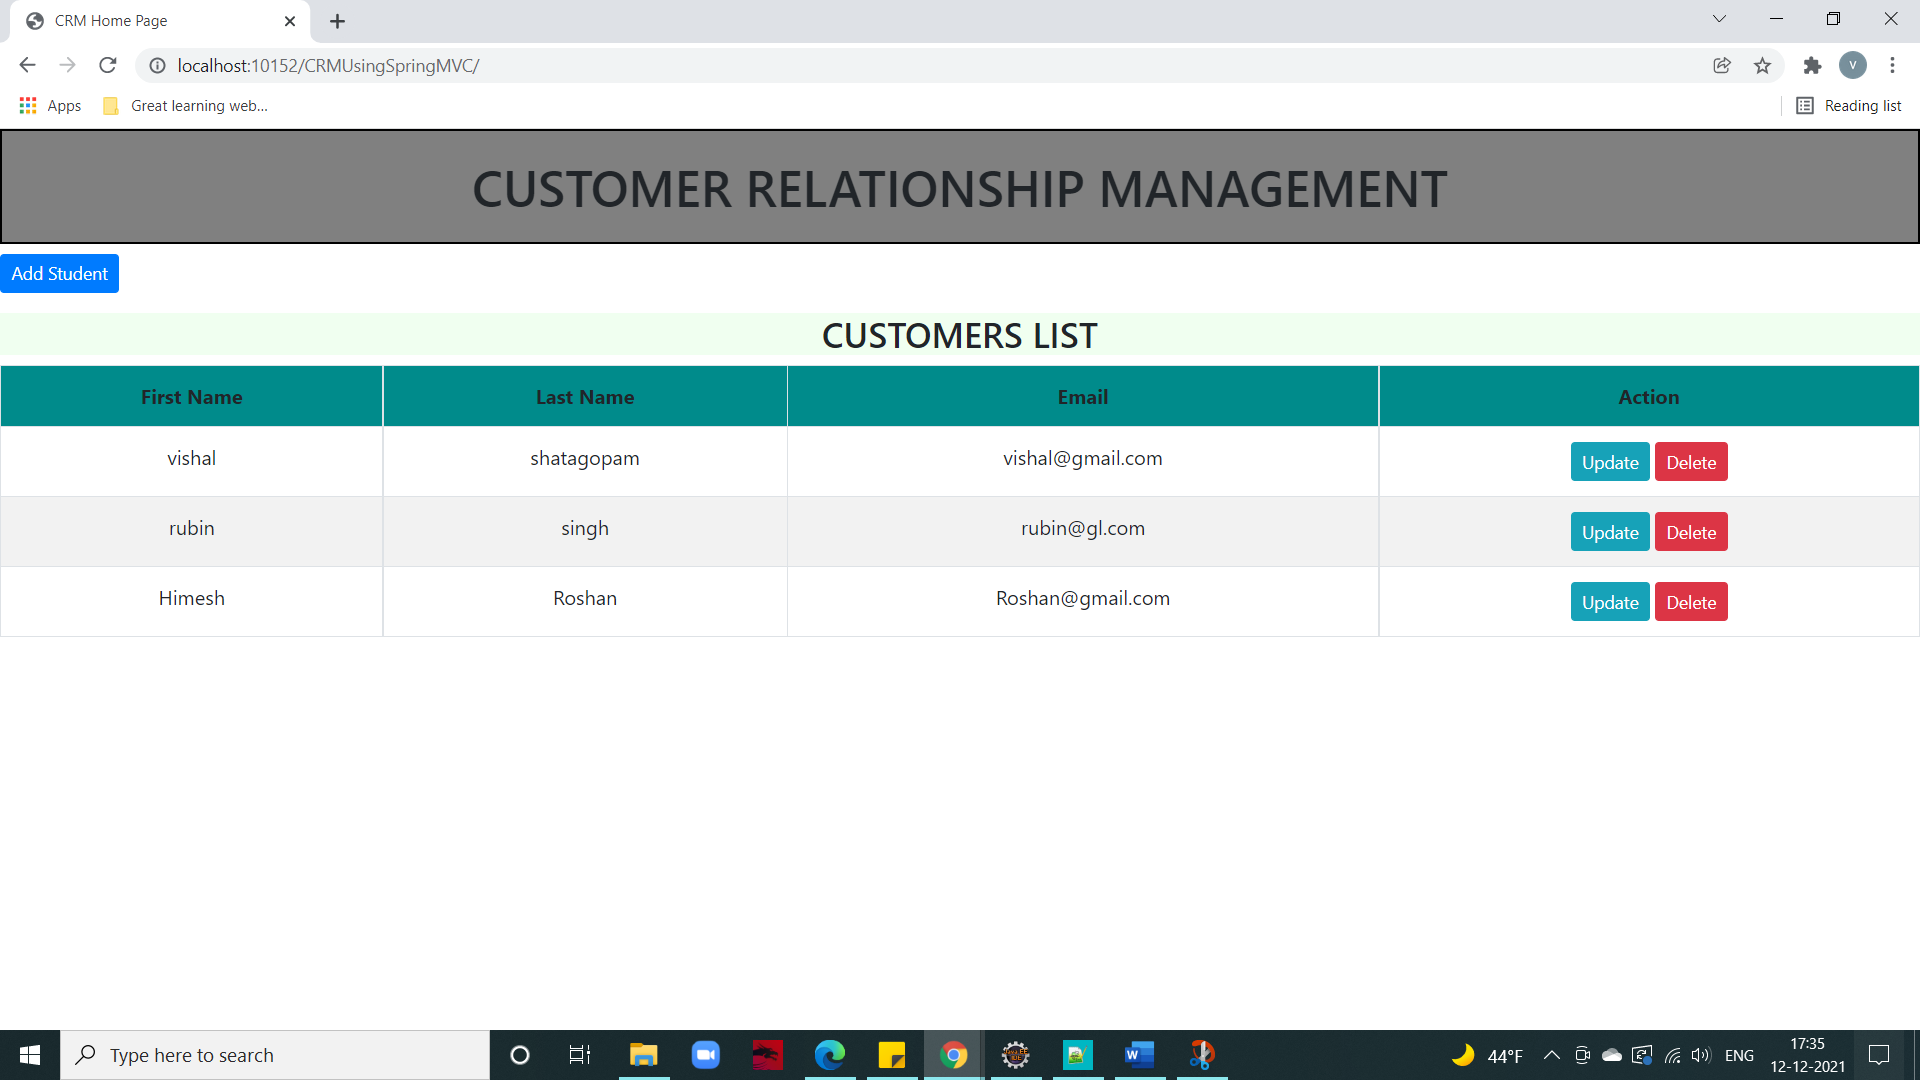 CRM Home Page
localhost:10152/CRMUsingSpringMVC/
V
Apps
Great learning web...
Reading list
CUSTOMER RELATIONSHIP MANAGEMENT
Add Student
CUSTOMERS LIST
First Name Last Name Email Action
vishal shatagopam vishal@gmail.com Update Delete
rubin singh rubin@gl.com Update Delete
Himesh Roshan Roshan@gmail.com Update Delete
Type here to search
44°F
ENG
17:35
12-12-2021